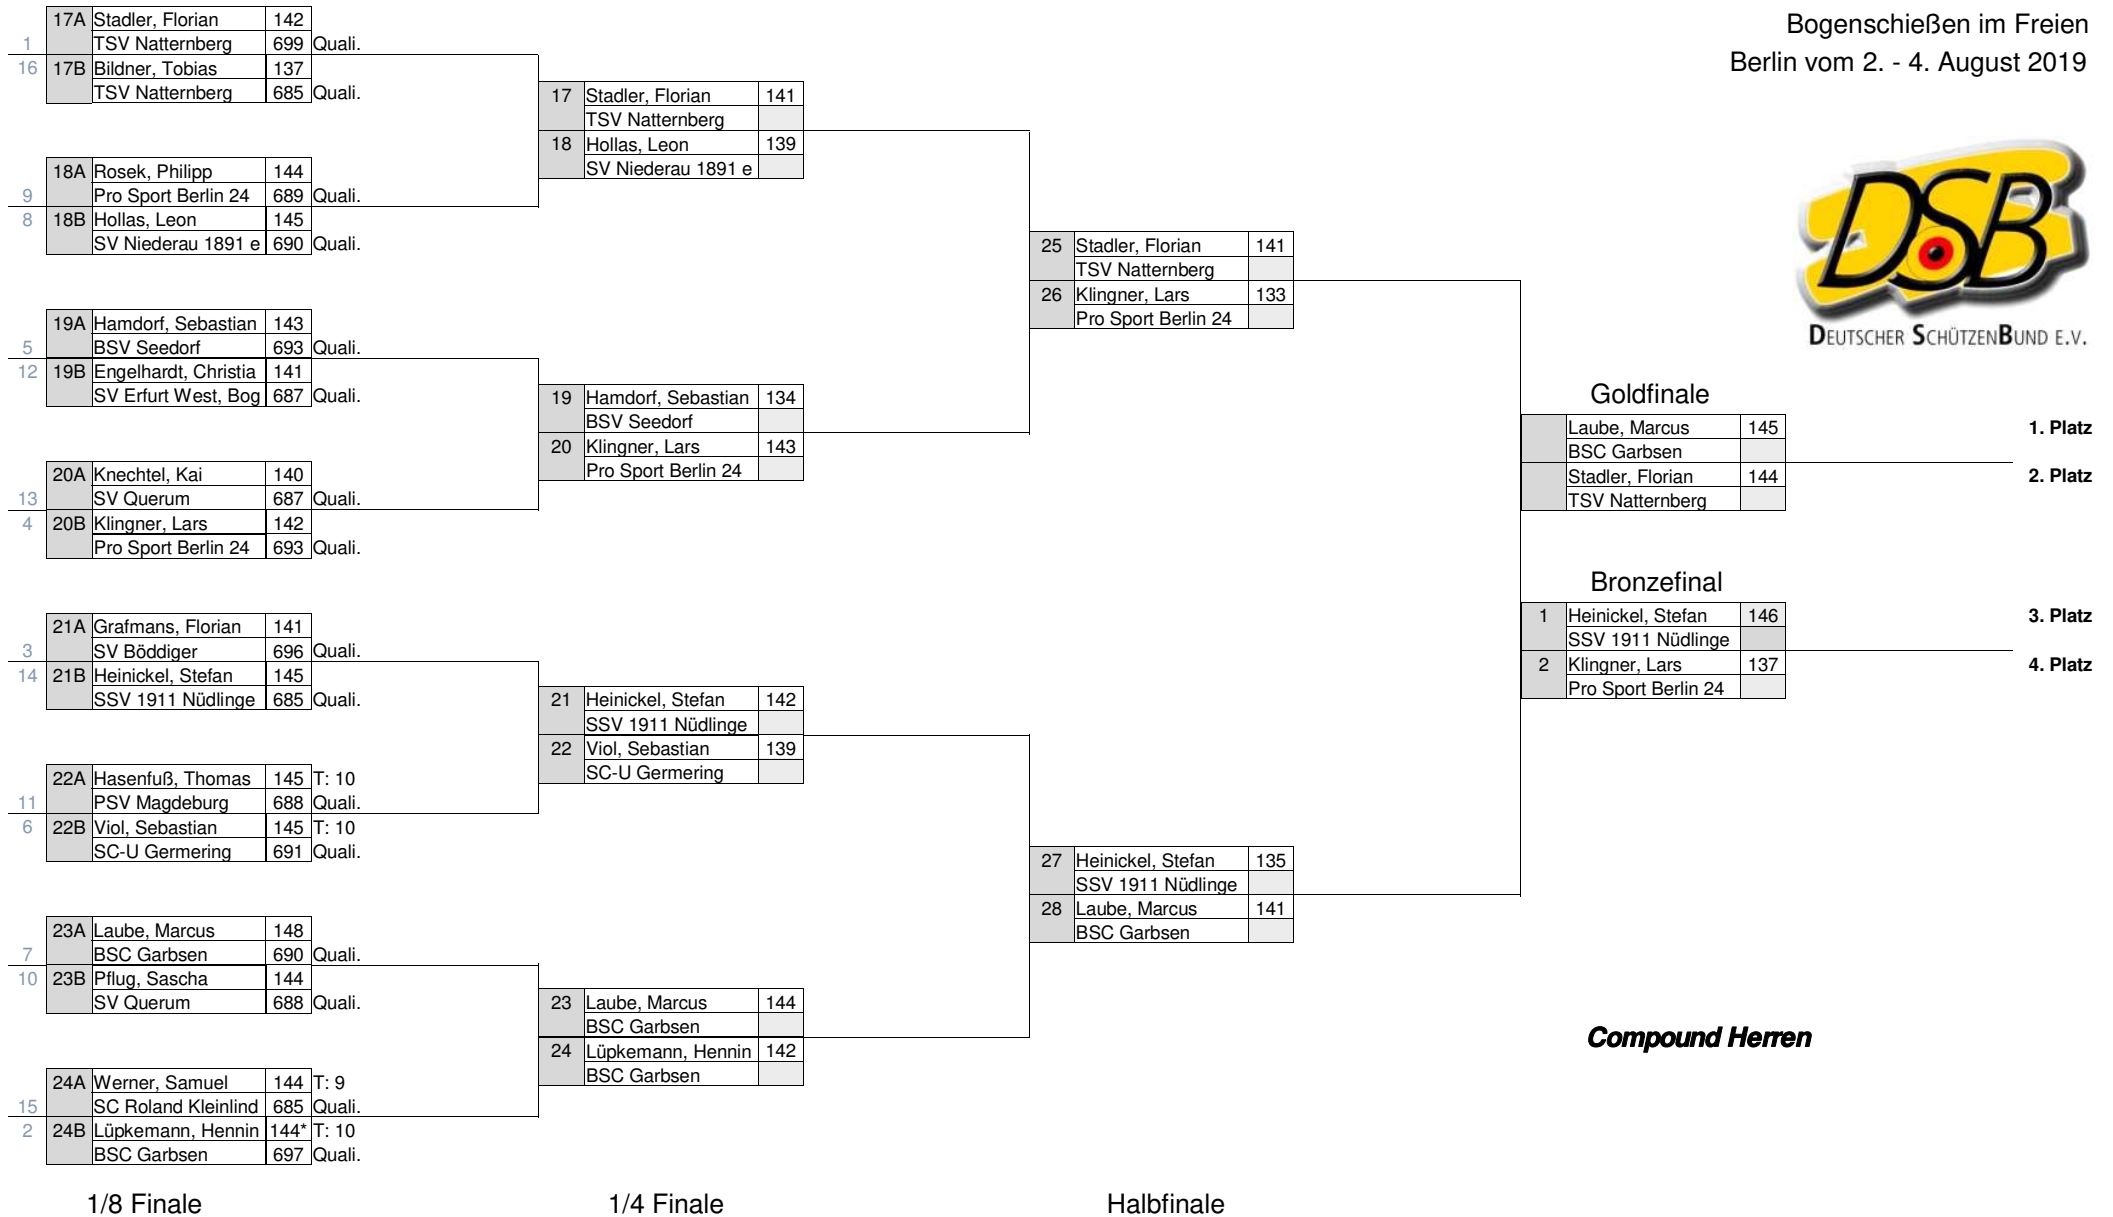 Bogenschießen im Freien
Berlin vom 2. - 4. August 2019
DSB
DEUTSCHER SCHÜTZENBUND E.V.
17A Stadler, Florian 142
1 TSV Natternberg 699 Quali.
16 17B Bildner, Tobias 137
TSV Natternberg 685 Quali.
18A Rosek, Philipp 144
9 Pro Sport Berlin 24 689 Quali.
8 18B Hollas, Leon 145
SV Niederau 1891 e 690 Quali.
19A Hamdorf, Sebastian 143
5 BSV Seedorf 693 Quali.
12 19B Engelhardt, Christia 141
SV Erfurt West, Bog 687 Quali.
20A Knechtel, Kai 140
13 SV Querum 687 Quali.
4 20B Klingner, Lars 142
Pro Sport Berlin 24 693 Quali.
21A Grafmans, Florian 141
3 SV Böddiger 696 Quali.
14 21B Heinickel, Stefan 145
SSV 1911 Nüdlinge 685 Quali.
22A Hasenfuß, Thomas 145 T: 10
11 PSV Magdeburg 688 Quali.
6 22B Viol, Sebastian 145 T: 10
SC-U Germering 691 Quali.
23A Laube, Marcus 148
7 BSC Garbsen 690 Quali.
10 23B Pflug, Sascha 144
SV Querum 688 Quali.
24A Werner, Samuel 144 T: 9
15 SC Roland Kleinlind 685 Quali.
2 24B Lüpkemann, Hennin 144* T: 10
BSC Garbsen 697 Quali.
1/8 Finale
17 Stadler, Florian 141
TSV Natternberg
18 Hollas, Leon 139
SV Niederau 1891 e
19 Hamdorf, Sebastian 134
BSV Seedorf
20 Klingner, Lars 143
Pro Sport Berlin 24
21 Heinickel, Stefan 142
SSV 1911 Nüdlinge
22 Viol, Sebastian 139
SC-U Germering
23 Laube, Marcus 144
BSC Garbsen
24 Lüpkemann, Hennin 142
BSC Garbsen
1/4 Finale
25 Stadler, Florian 141
TSV Natternberg
26 Klingner, Lars 133
Pro Sport Berlin 24
27 Heinickel, Stefan 135
SSV 1911 Nüdlinge
28 Laube, Marcus 141
BSC Garbsen
Halbfinale
Goldfinale
Laube, Marcus 145 1. Platz
BSC Garbsen
Stadler, Florian 144 2. Platz
TSV Natternberg
Bronzefinal
1 Heinickel, Stefan 146 3. Platz
SSV 1911 Nüdlinge
2 Klingner, Lars 137 4. Platz
Pro Sport Berlin 24
Compound Herren